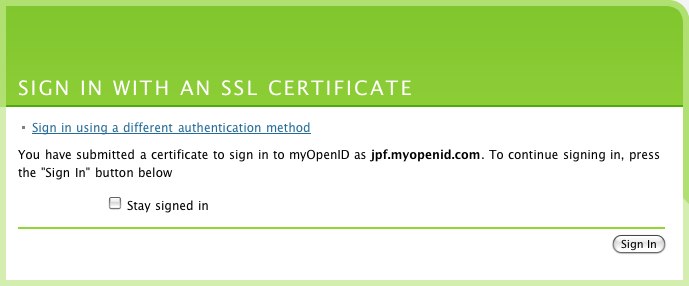 SIGN IN WITH AN SSL CERTIFICATE
Sign in using a different authentication method
You have submitted a certificate to sign in to myOpenID as jpf.myopenid.com. To continue signing in, press
the "Sign In" button below
Stay signed in
Sign In